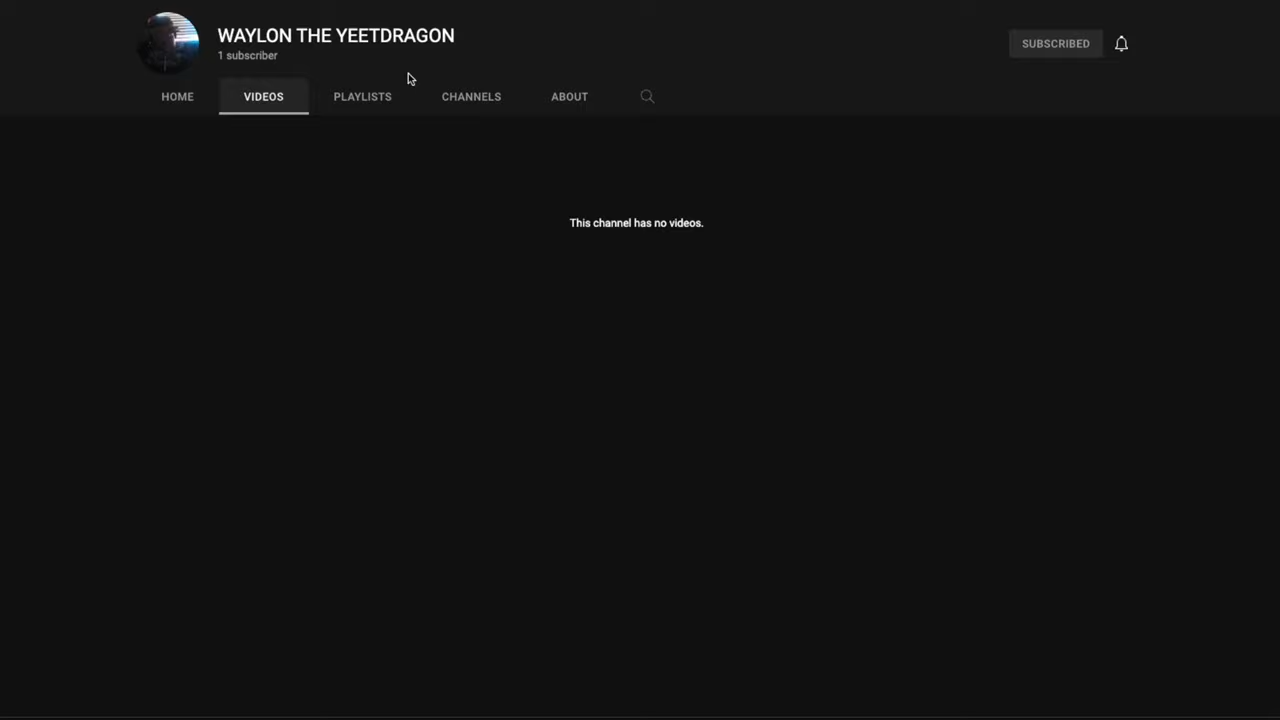 WAYLON THE YEETDRAGON
1 subscriber
SUBSCRIBED
HOME VIDEOS PLAYLISTS CHANNELS ABOUT
This channel has no videos.